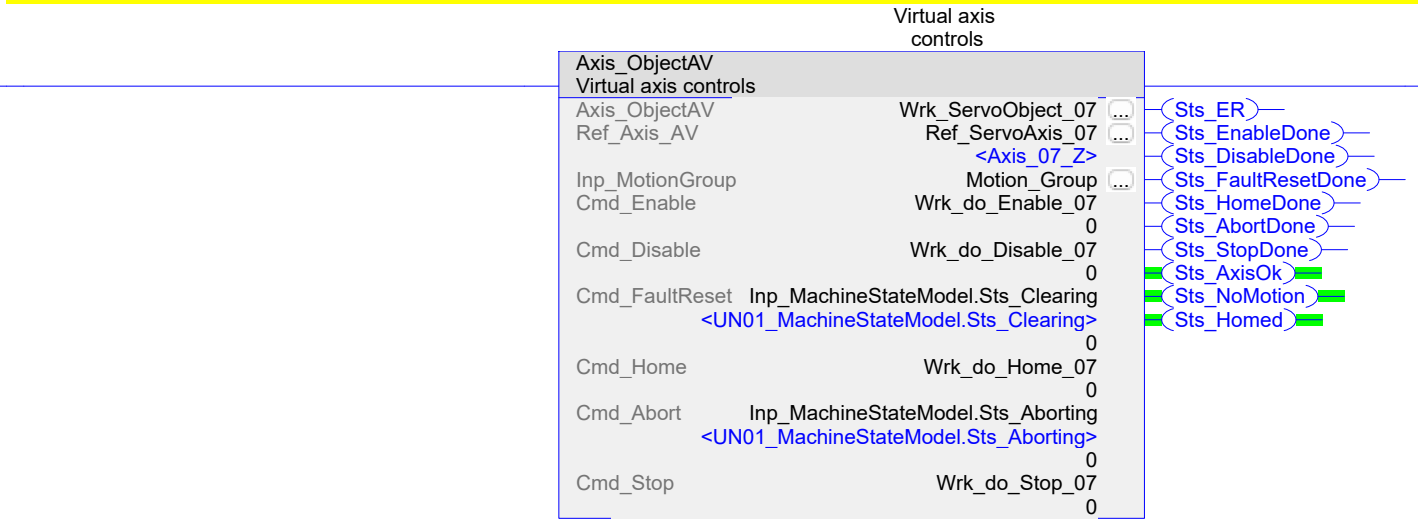 Virtual axis
controls
Axis_ObjectAV
Virtual axis controls
Axis_ObjectAV Wrk_ServoObject_07 ... Sts_ER
Ref_Axis_AV Ref_ServoAxis_07 ... Sts_EnableDone
<Axis_07_Z> Sts_DisableDone
Inp_MotionGroup Motion_Group ... Sts_FaultResetDone
Cmd_Enable Wrk_do_Enable_07 Sts_HomeDone
0 Sts_AbortDone
Cmd_Disable Wrk_do_Disable_07 Sts_StopDone
0 Sts_AxisOk
Cmd_FaultReset Inp_MachineStateModel.Sts_Clearing Sts_NoMotion
<UN01_MachineStateModel.Sts_Clearing> Sts_Homed
0
Cmd_Home Wrk_do_Home_07
0
Cmd_Abort Inp_MachineStateModel.Sts_Aborting
<UN01_MachineStateModel.Sts_Aborting>
0
Cmd_Stop Wrk_do_Stop_07
0